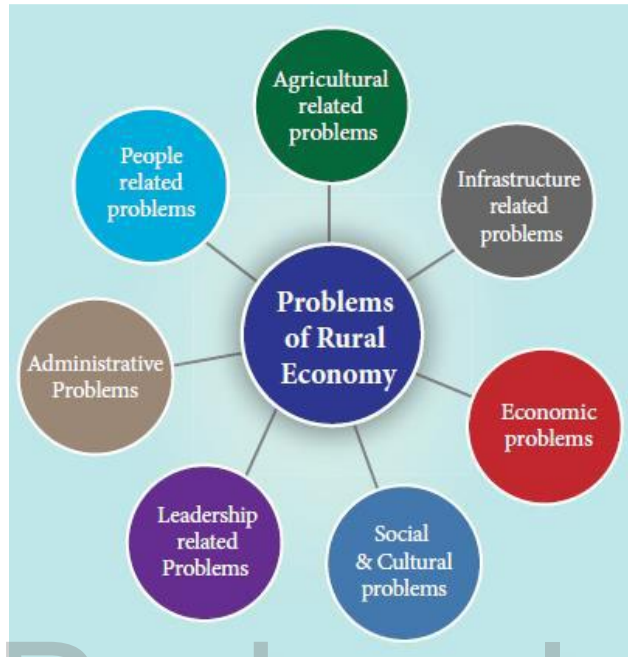 Agricultural
related
problems
People
related
problems
Infrastructure
related
problems
Problems
of Rural
Economy
Administrative
Problems
Economic
problems
Leadership
related
Problems
Social
& Cultural
problems